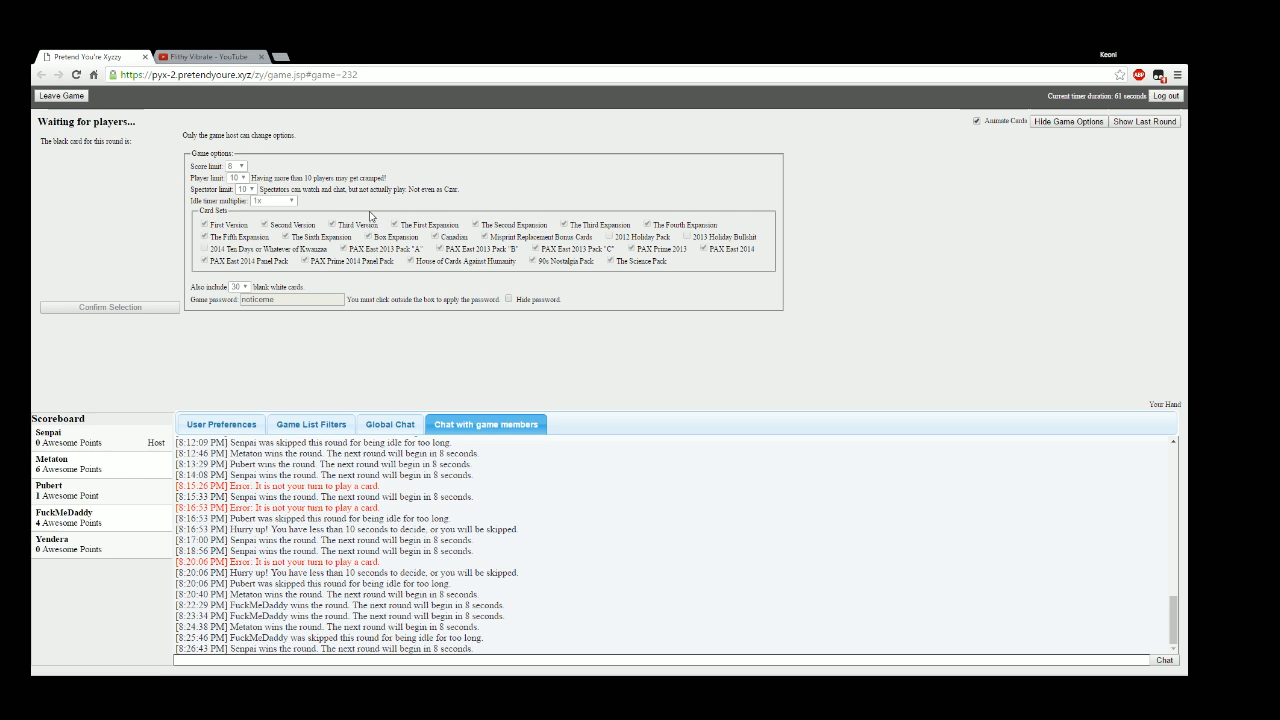 Keoni
Pretend You're Xyzzy
Filthy Vibrate - YouTube
https://pyx-2.pretendyoure.xyz/zy/game.jsp#game=232
ABP
Leave Game
Current timer duration: 61 seconds
Log out
Waiting for players...
Only the game host can change options.
Animate Cards
Hide Game Options
Show Last Round
The black card for this round is:
Game options:
Score limit: 8
Player limit: 10 Having more than 10 players may get cramped!
Spectator limit: 10 Spectators can watch and chat, but not actually play. Not even as Czar.
Idle timer multiplier: 1x
Card Sets
First Version Second Version Third Version The First Expansion The Second Expansion The Third Expansion The Fourth Expansion
The Fifth Expansion The Sixth Expansion Box Expansion Canadian Misprint Replacement Bonus Cards 2012 Holiday Pack 2013 Holiday Bullshit
2014 Ten Days or Whatever of Kwanzaa PAX East 2013 Pack "A" PAX East 2013 Pack "B" PAX East 2013 Pack "C" PAX Prime 2013 PAX East 2014
PAX East 2014 Panel Pack PAX Prime 2014 Panel Pack House of Cards Against Humanity 90s Nostalgia Pack The Science Pack
Also include 30 blank white cards.
Game password: noticeme You must click outside the box to apply the password. Hide password.
Confirm Selection
Your Hand
Scoreboard
Senpai
0 Awesome Points Host
Metaton
6 Awesome Points
Pubert
1 Awesome Point
FuckMeDaddy
4 Awesome Points
Yendera
0 Awesome Points
User Preferences
Game List Filters
Global Chat
Chat with game members
[8:12:09 PM] Senpai was skipped this round for being idle for too long.
[8:12:46 PM] Metaton wins the round. The next round will begin in 8 seconds.
[8:13:29 PM] Pubert wins the round. The next round will begin in 8 seconds.
[8:14:08 PM] Senpai wins the round. The next round will begin in 8 seconds.
[8:15:26 PM] Error: It is not your turn to play a card.
[8:15:33 PM] Senpai wins the round. The next round will begin in 8 seconds.
[8:16:53 PM] Error: It is not your turn to play a card.
[8:16:53 PM] Pubert was skipped this round for being idle for too long.
[8:16:53 PM] Hurry up! You have less than 10 seconds to decide, or you will be skipped.
[8:17:00 PM] Senpai wins the round. The next round will begin in 8 seconds.
[8:18:56 PM] Senpai wins the round. The next round will begin in 8 seconds.
[8:20:06 PM] Error: It is not your turn to play a card.
[8:20:06 PM] Hurry up! You have less than 10 seconds to decide, or you will be skipped.
[8:20:06 PM] Pubert was skipped this round for being idle for too long.
[8:20:40 PM] Metaton wins the round. The next round will begin in 8 seconds.
[8:22:29 PM] FuckMeDaddy wins the round. The next round will begin in 8 seconds.
[8:23:34 PM] FuckMeDaddy wins the round. The next round will begin in 8 seconds.
[8:24:38 PM] Metaton wins the round. The next round will begin in 8 seconds.
[8:25:46 PM] FuckMeDaddy was skipped this round for being idle for too long.
[8:26:43 PM] Senpai wins the round. The next round will begin in 8 seconds.
Chat